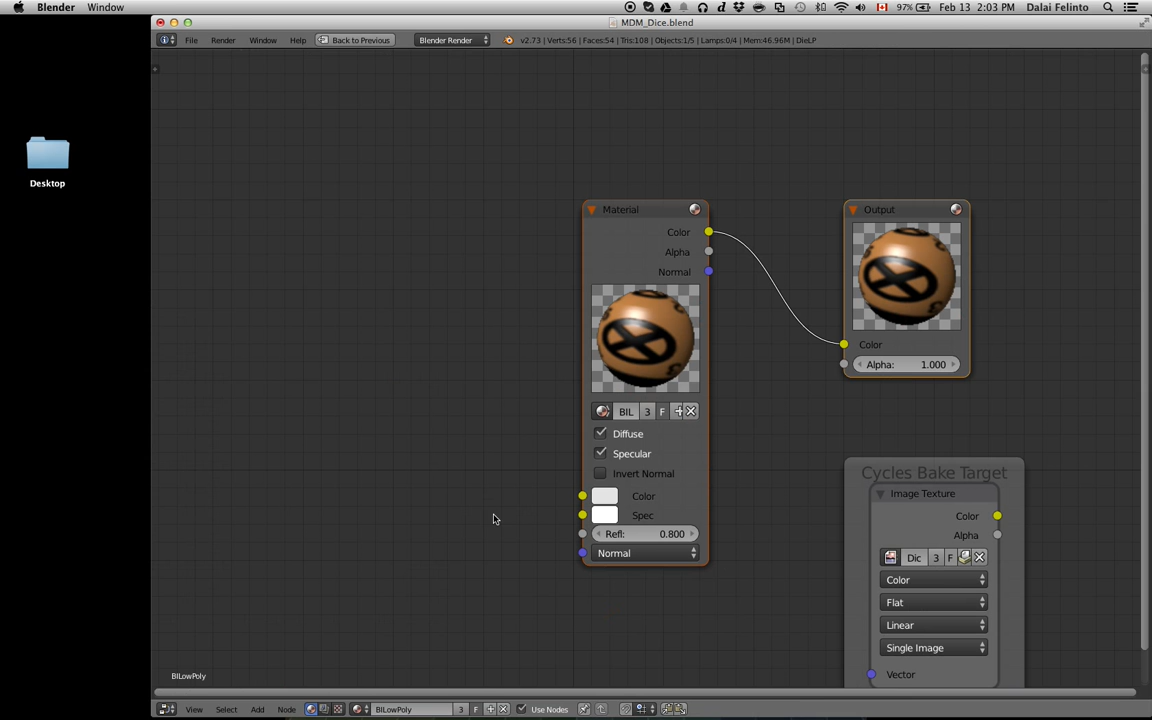 Blender Window 97% Feb 13 2:03 PM Dalai Felinto
MDM_Dice.blend
File Render Window Help Back to Previous Blender Render v2.73 | Verts:56 | Faces:54 | Tris:108 | Objects:1/5 | Lamps:0/4 | Mem:46.96M | DieLP
Desktop
Material
Color
Alpha
Normal
BIL 3 F
Diffuse
Specular
Invert Normal
Color
Spec
Refl: 0.800
Normal
Output
Color
Alpha: 1.000
Cycles Bake Target
Image Texture
Color
Alpha
Dic 3 F
Color
Flat
Linear
Single Image
Vector
BILowPoly
View Select Add Node BILowPoly 3 F Use Nodes